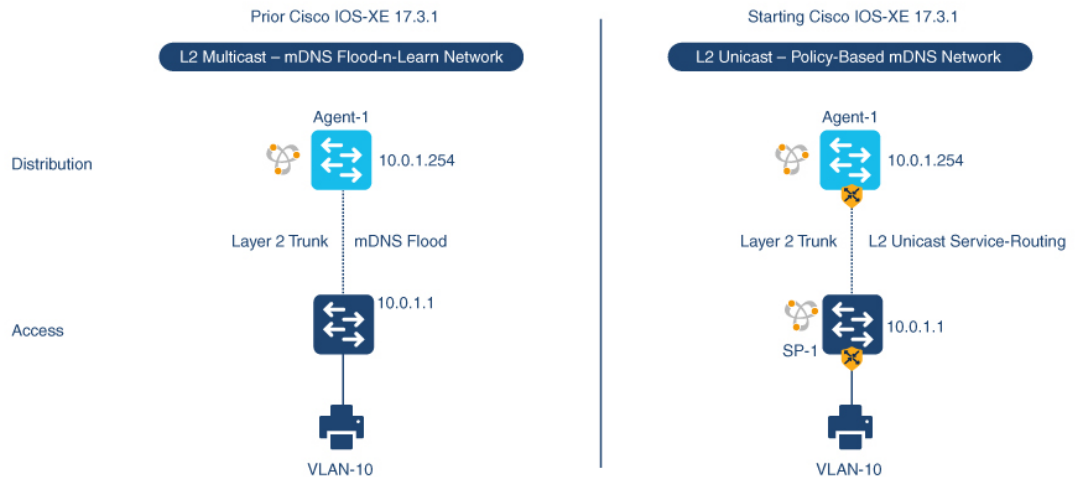 Prior Cisco IOS-XE 17.3.1
L2 Multicast – mDNS Flood-n-Learn Network
Agent-1
Distribution
10.0.1.254
Layer 2 Trunk
mDNS Flood
10.0.1.1
Access
VLAN-10
Starting Cisco IOS-XE 17.3.1
L2 Unicast – Policy-Based mDNS Network
Agent-1
10.0.1.254
Layer 2 Trunk
L2 Unicast Service-Routing
10.0.1.1
SP-1
VLAN-10